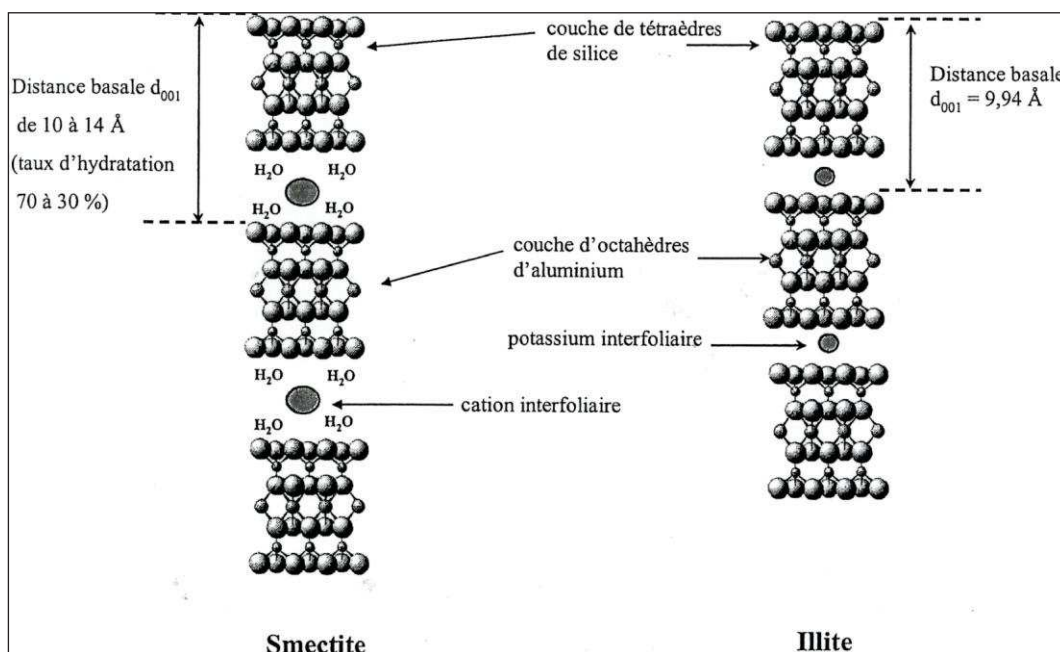 couche de tétraèdres
de silice
Distance basale d001
de 10 à 14 Å
(taux d'hydratation
70 à 30 %)
Distance basale
d001 = 9,94 Å
H2O H2O
H2O H2O
couche d'octahèdres
d'aluminium
potassium interfoliaire
H2O H2O
cation interfoliaire
H2O H2O
Smectite
Illite